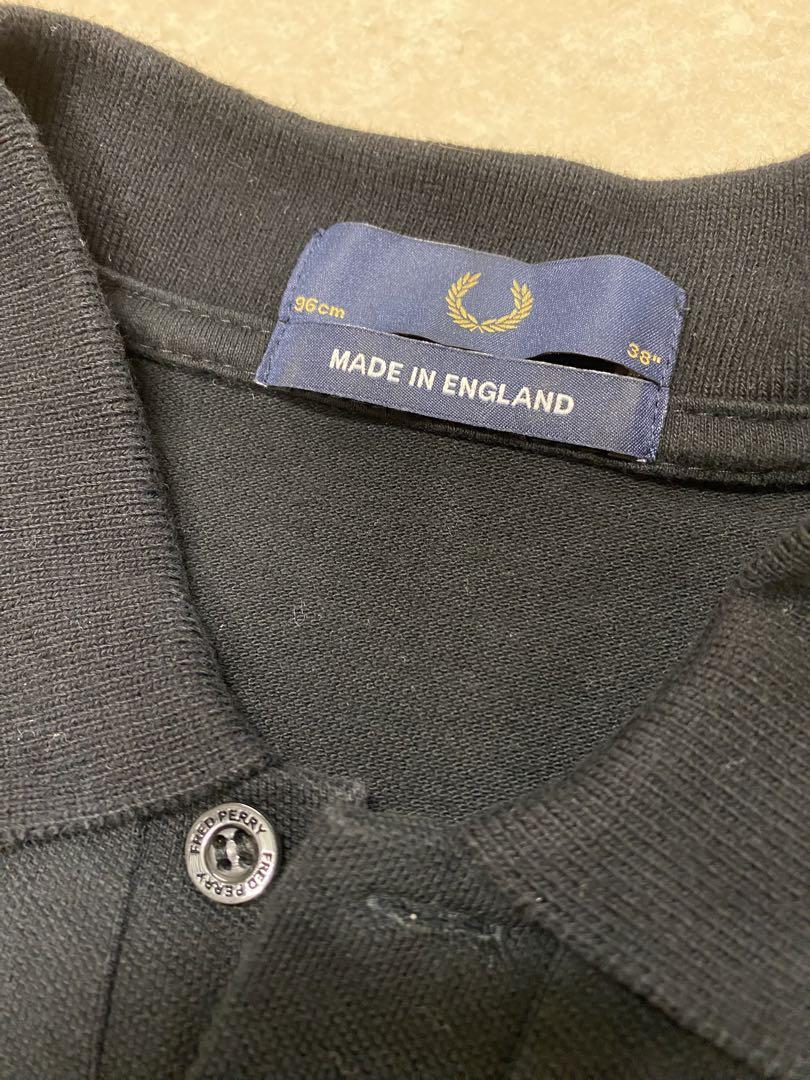 96cm
38"
MADE IN ENGLAND
FRED PERRY
FRED PERRY